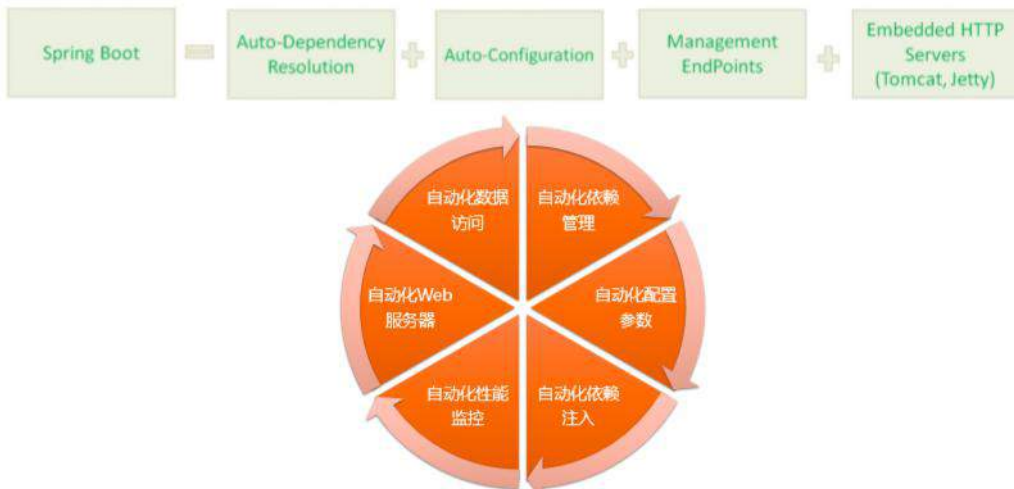 Spring Boot
Auto-Dependency
Resolution
Auto-Configuration
Management
EndPoints
Embedded HTTP
Servers
(Tomcat, Jetty)
自动化数据
访问
自动化依赖
管理
自动化Web
服务器
自动化配置
参数
自动化性能
监控
自动化依赖
注入